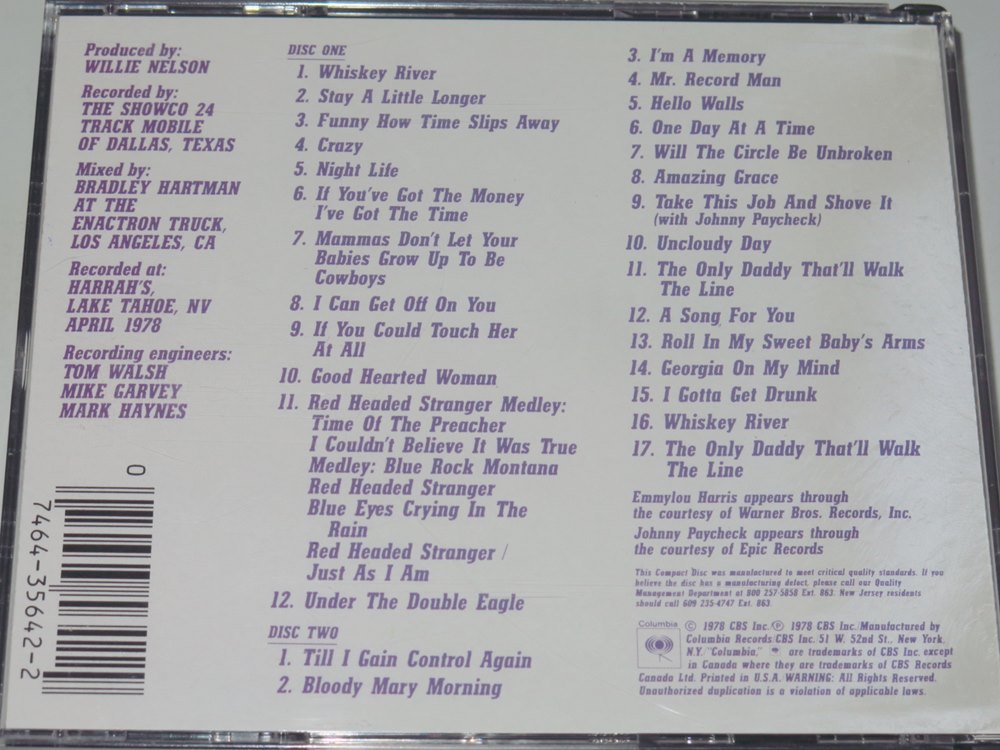 Produced by:
WILLIE NELSON
Recorded by:
THE SHOWCO 24
TRACK MOBILE
OF DALLAS, TEXAS
Mixed by:
BRADLEY HARTMAN
AT THE
ENACTRON TRUCK,
LOS ANGELES, CA
Recorded at:
HARRAH'S,
LAKE TAHOE, NV
APRIL 1978
Recording engineers:
TOM WALSH
MIKE GARVEY
MARK HAYNES
0
7464-35642-2
DISC ONE
1. Whiskey River
2. Stay A Little Longer
3. Funny How Time Slips Away
4. Crazy
5. Night Life
6. If You've Got The Money
I've Got The Time
7. Mammas Don't Let Your
Babies Grow Up To Be
Cowboys
8. I Can Get Off On You
9. If You Could Touch Her
At All
10. Good Hearted Woman
11. Red Headed Stranger Medley:
Time Of The Preacher
I Couldn't Believe It Was True
Medley: Blue Rock Montana
Red Headed Stranger
Blue Eyes Crying In The
Rain
Red Headed Stranger /
Just As I Am
12. Under The Double Eagle
DISC TWO
1. Till I Gain Control Again
2. Bloody Mary Morning
3. I'm A Memory
4. Mr. Record Man
5. Hello Walls
6. One Day At A Time
7. Will The Circle Be Unbroken
8. Amazing Grace
9. Take This Job And Shove It
(with Johnny Paycheck)
10. Uncloudy Day
11. The Only Daddy That'll Walk
The Line
12. A Song For You
13. Roll In My Sweet Baby's Arms
14. Georgia On My Mind
15. I Gotta Get Drunk
16. Whiskey River
17. The Only Daddy That'll Walk
The Line
Emmylou Harris appears through
the courtesy of Warner Bros. Records, Inc.
Johnny Paycheck appears through
the courtesy of Epic Records
This Compact Disc was manufactured to meet critical quality standards. If you
believe the disc has a manufacturing defect, please call our Quality
Management Department at 800 257-5858 Ext. 863. New Jersey residents
should call 609 235-4747 Ext. 863.
Columbia
© 1978 CBS Inc. ℗ 1978 CBS Inc./Manufactured by
Columbia Records/CBS Inc. 51 W. 52nd St., New York,
N.Y./"Columbia," are trademarks of CBS Inc. except
in Canada where they are trademarks of CBS Records
Canada Ltd. Printed in U.S.A. WARNING: All Rights Reserved.
Unauthorized duplication is a violation of applicable laws.